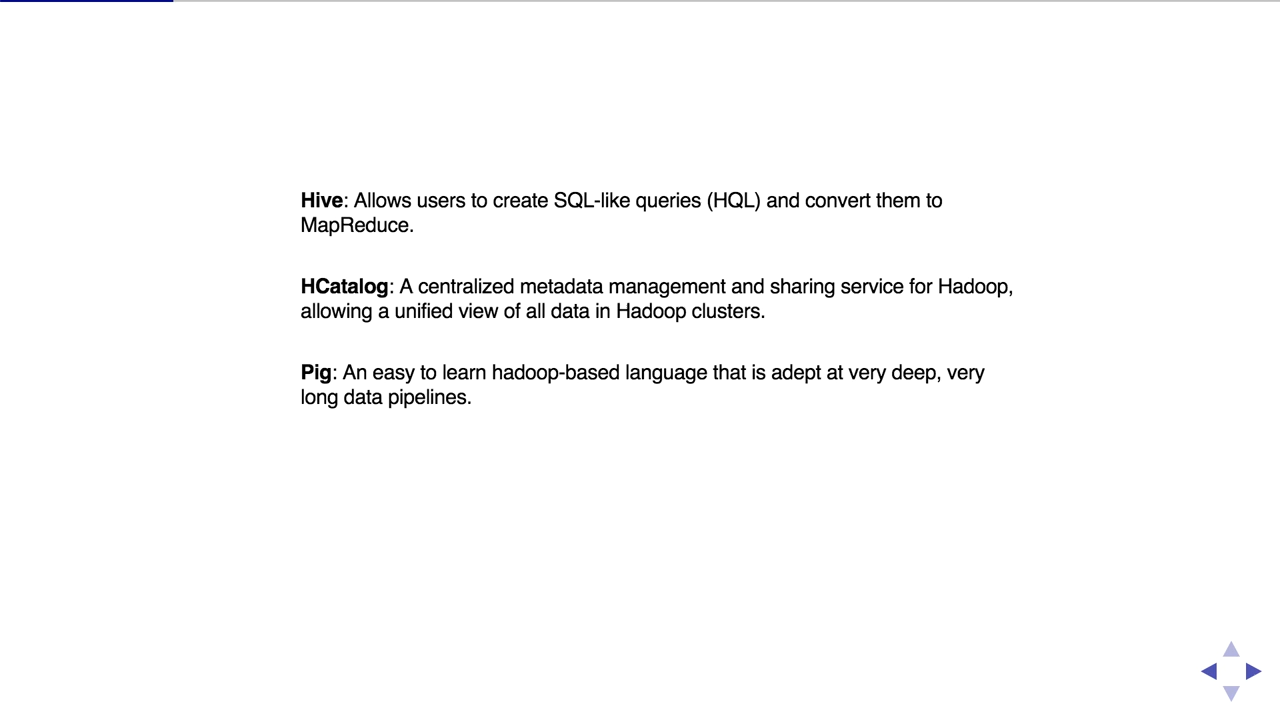 Hive: Allows users to create SQL-like queries (HQL) and convert them to
MapReduce.
HCatalog: A centralized metadata management and sharing service for Hadoop,
allowing a unified view of all data in Hadoop clusters.
Pig: An easy to learn hadoop-based language that is adept at very deep, very
long data pipelines.